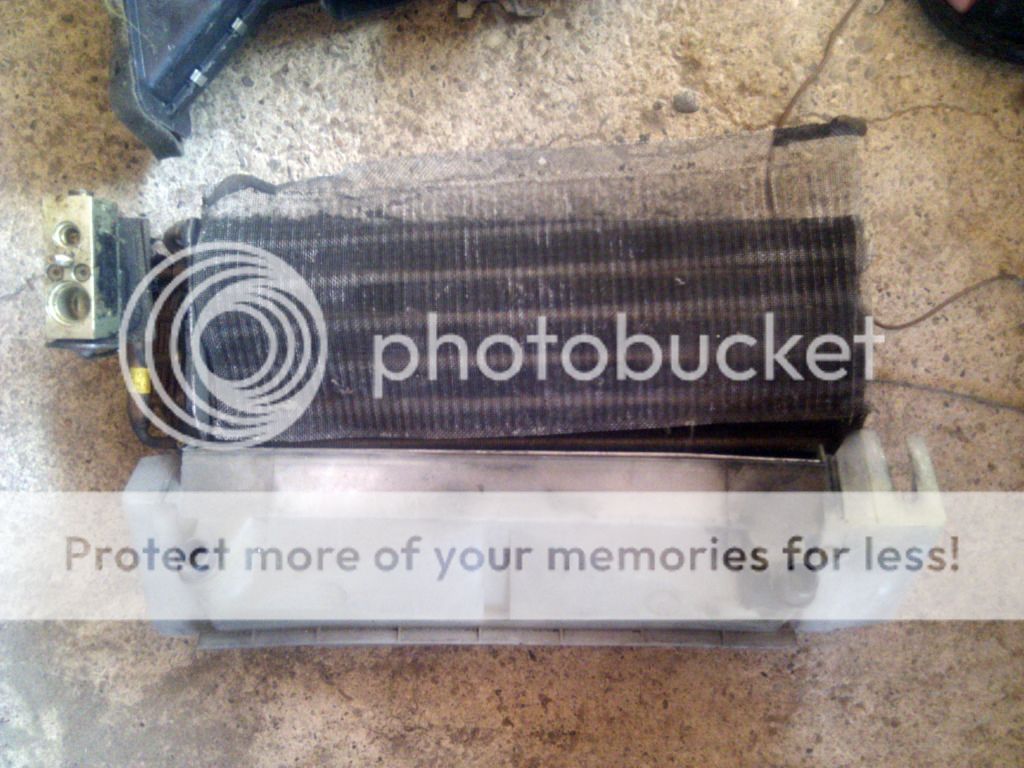 photobucket
Protect more of your memories for less!